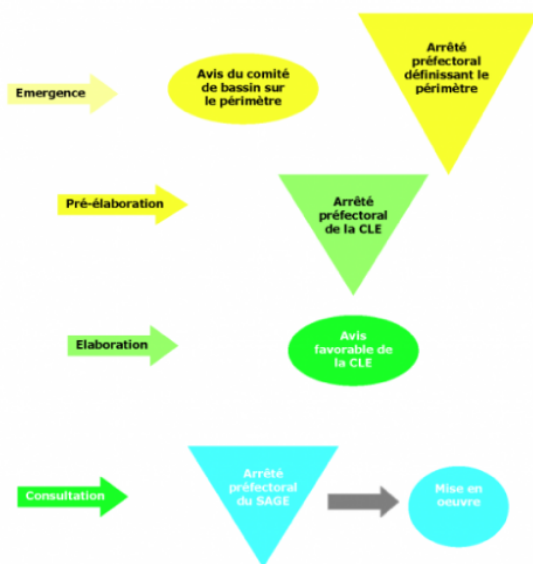 Emergence
Avis du comité
de bassin sur
le périmètre
Arrêté
préfectoral
définissant le
périmètre
Pré-élaboration
Arrêté
préfectoral
de la CLE
Elaboration
Avis
favorable de
la CLE
Consultation
Arrêté
préfectoral
du SAGE
Mise en
oeuvre